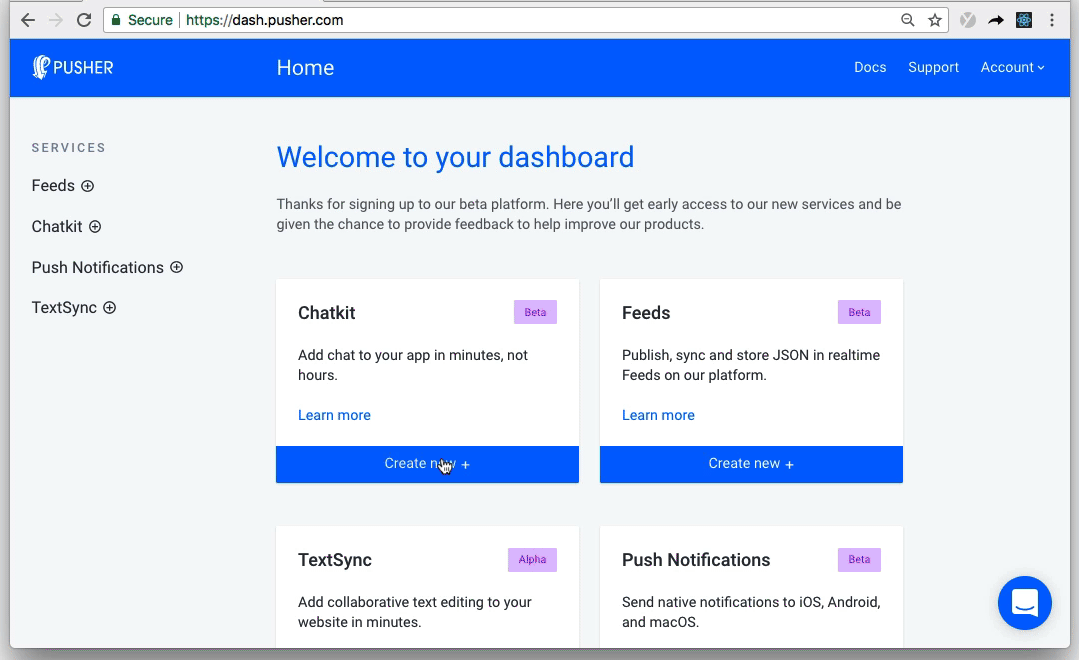 Secure https://dash.pusher.com
PUSHER
Home
Docs Support Account
SERVICES
Feeds
Chatkit
Push Notifications
TextSync
Welcome to your dashboard
Thanks for signing up to our beta platform. Here you’ll get early access to our new services and be
given the chance to provide feedback to help improve our products.
Chatkit Beta
Add chat to your app in minutes, not
hours.
Learn more
Create new +
Feeds Beta
Publish, sync and store JSON in realtime
Feeds on our platform.
Learn more
Create new +
TextSync Alpha
Add collaborative text editing to your
website in minutes.
Push Notifications Beta
Send native notifications to iOS, Android,
and macOS.